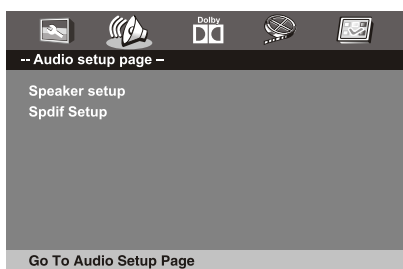 Dolby
-- Audio setup page –
Speaker setup
Spdif Setup
Go To Audio Setup Page